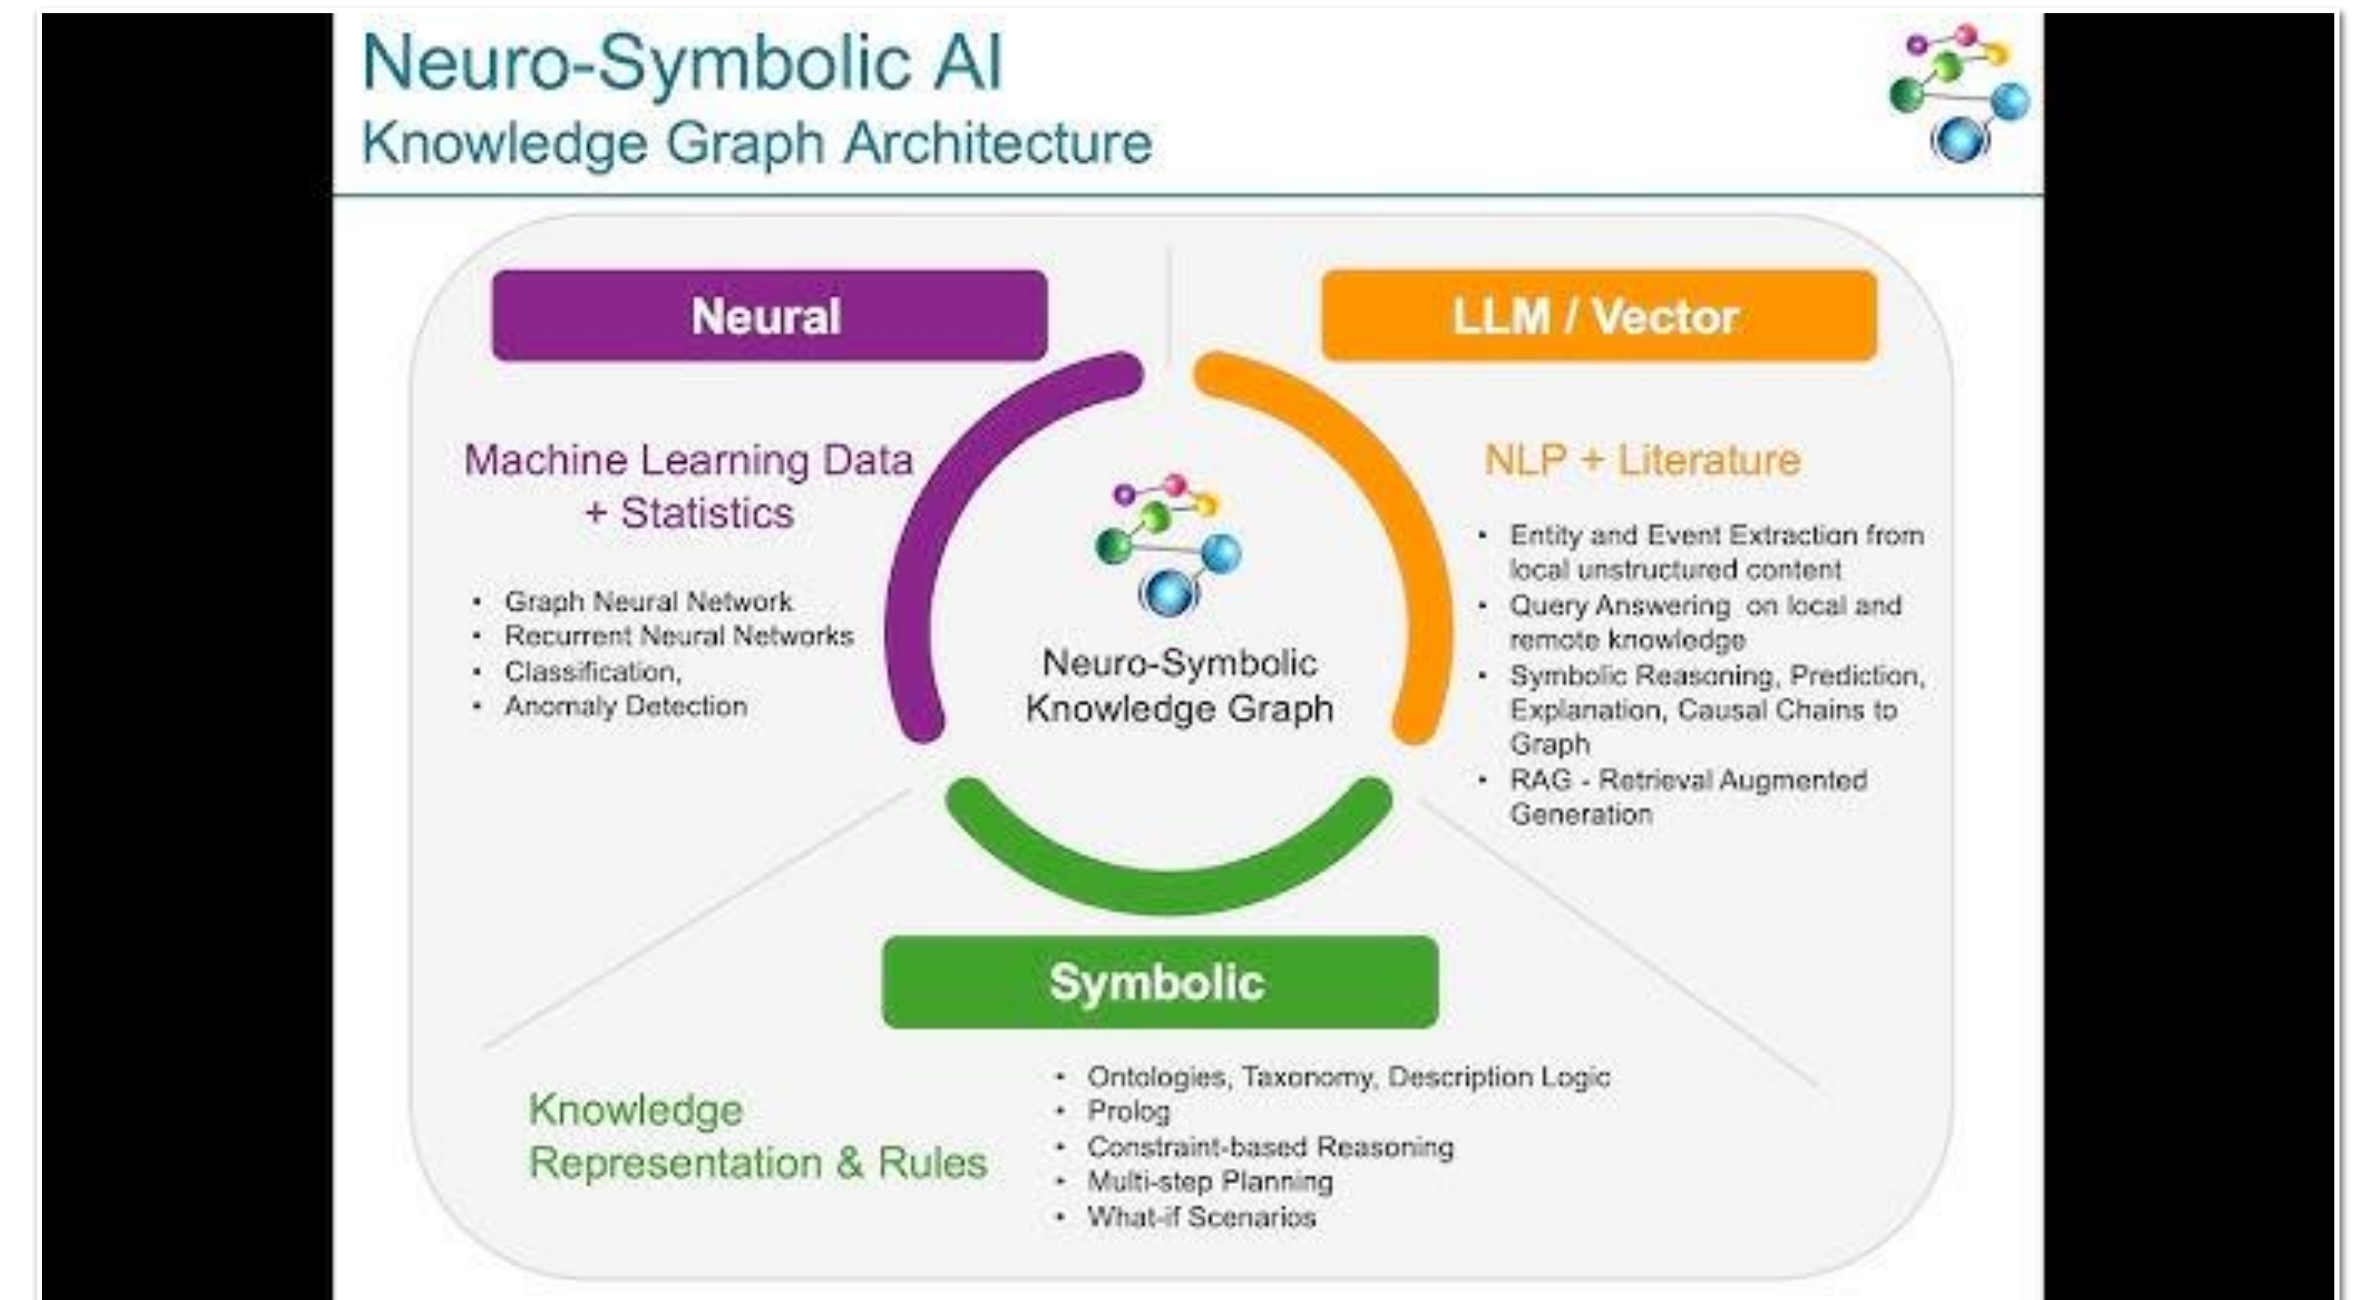 Neuro-Symbolic AI
Knowledge Graph Architecture
Neural
Machine Learning Data
+ Statistics
• Graph Neural Network
• Recurrent Neural Networks
• Classification,
• Anomaly Detection
LLM / Vector
NLP + Literature
• Entity and Event Extraction from
local unstructured content
• Query Answering on local and
remote knowledge
• Symbolic Reasoning, Prediction,
Explanation, Causal Chains to
Graph
• RAG - Retrieval Augmented
Generation
Neuro-Symbolic
Knowledge Graph
Symbolic
Knowledge
Representation & Rules
• Ontologies, Taxonomy, Description Logic
• Prolog
• Constraint-based Reasoning
• Multi-step Planning
• What-if Scenarios